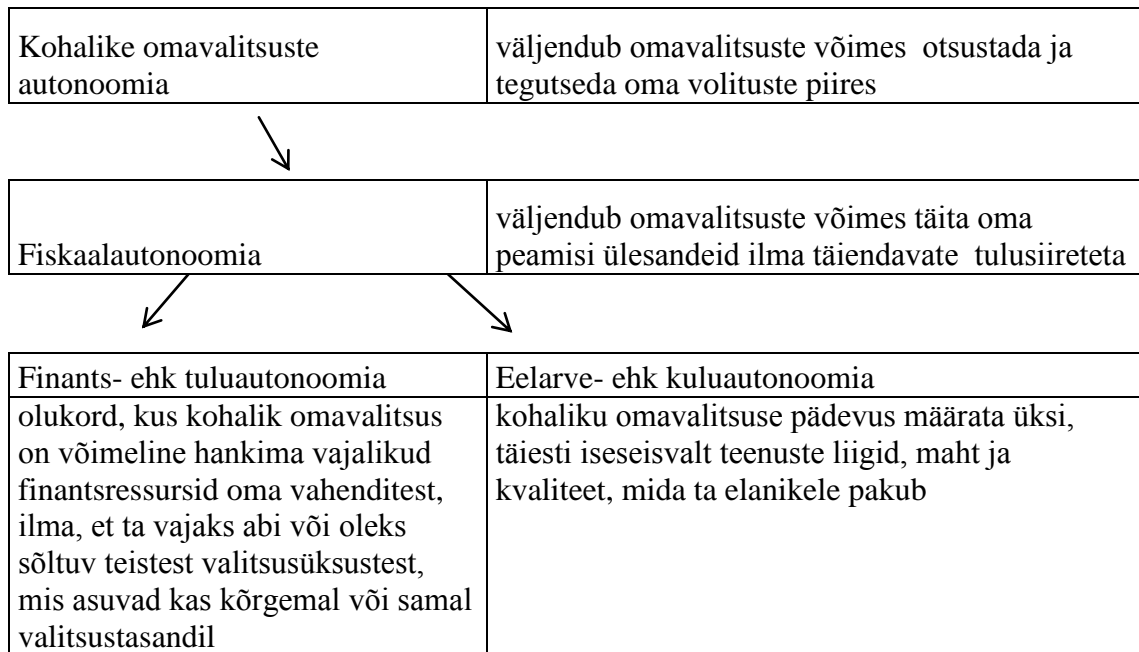 Kohalike omavalitsuste
autonoomia
väljendub omavalitsuste võimes otsustada ja
tegutseda oma volituste piires
Fiskaalautonoomia
väljendub omavalitsuste võimes täita oma
peamisi ülesandeid ilma täiendavate tulusiireteta
Finants- ehk tuluautonoomia
olukord, kus kohalik omavalitsus
on võimeline hankima vajalikud
finantsressursid oma vahenditest,
ilma, et ta vajaks abi või oleks
sõltuv teistest valitsusüksustest,
mis asuvad kas kõrgemal või samal
valitsustasandil
Eelarve- ehk kuluautonoomia
kohaliku omavalitsuse pädevus määrata üksi,
täiesti iseseisvalt teenuste liigid, maht ja
kvaliteet, mida ta elanikele pakub